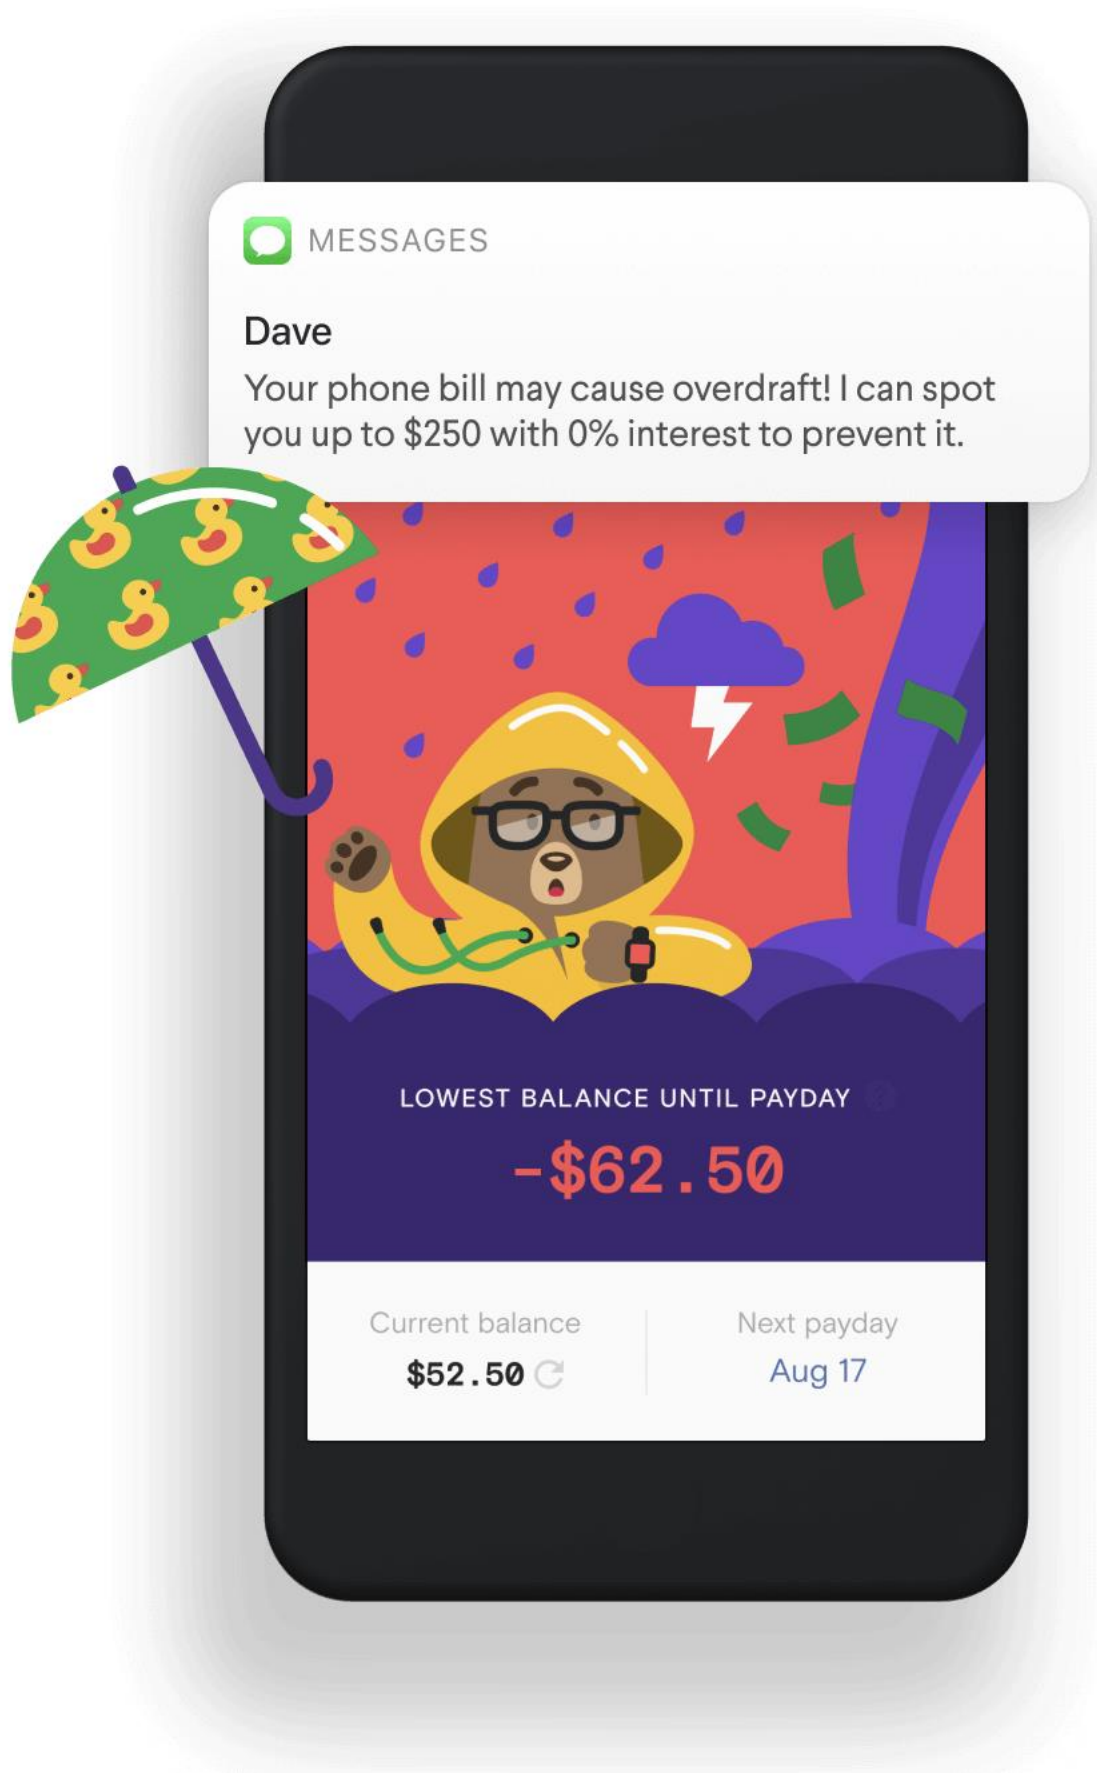 MESSAGES
Dave
Your phone bill may cause overdraft! I can spot
you up to $250 with 0% interest to prevent it.
LOWEST BALANCE UNTIL PAYDAY
-$62.50
Current balance
Next payday
$52.50
Aug 17